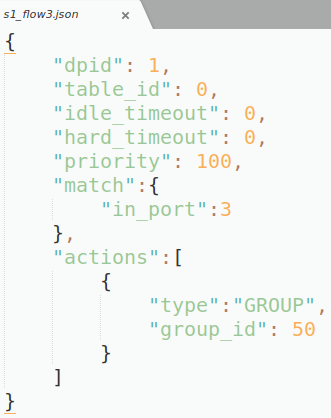 s1_flow3.json ×
{
    "dpid": 1,
    "table_id": 0,
    "idle_timeout": 0,
    "hard_timeout": 0,
    "priority": 100,
    "match":{
        "in_port":3
    },
    "actions":[
        {
            "type":"GROUP",
            "group_id": 50
        }
    ]
}